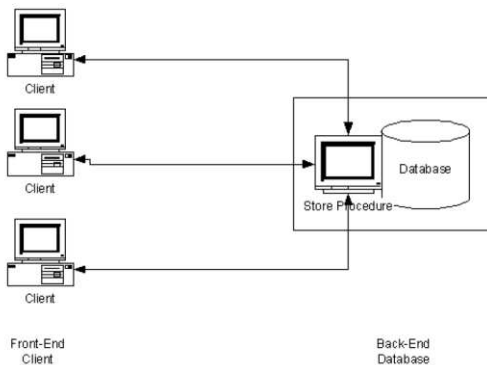 Client
Client
Client
Database
Store Procedure
Front-End
Client
Back-End
Database